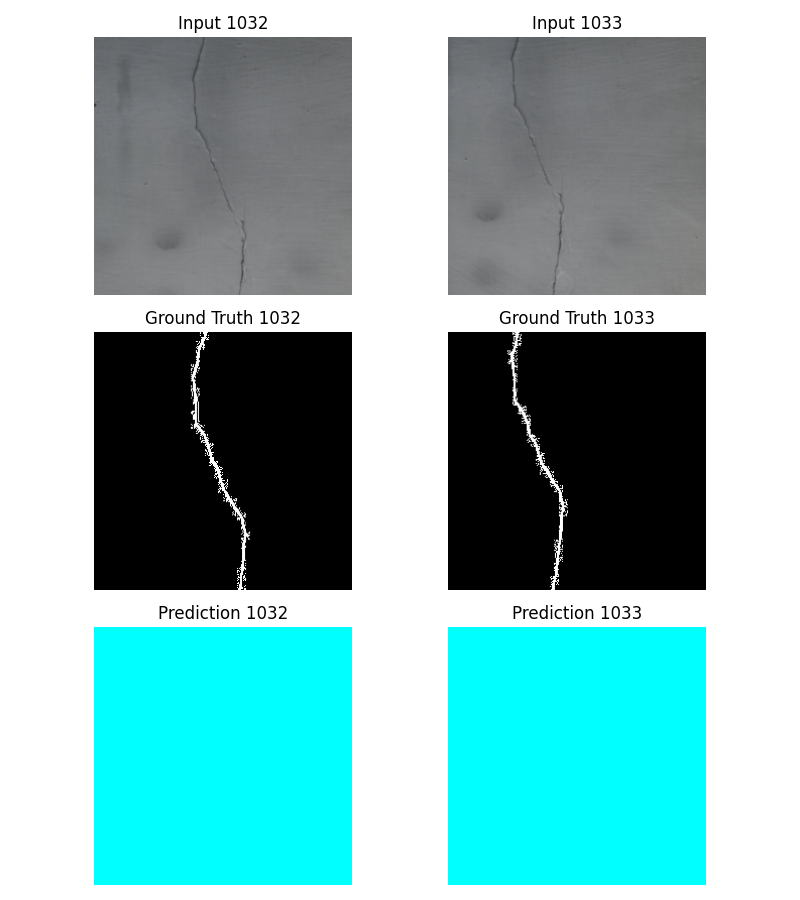 Input 1032
Input 1033
Ground Truth 1032
Ground Truth 1033
Prediction 1032
Prediction 1033